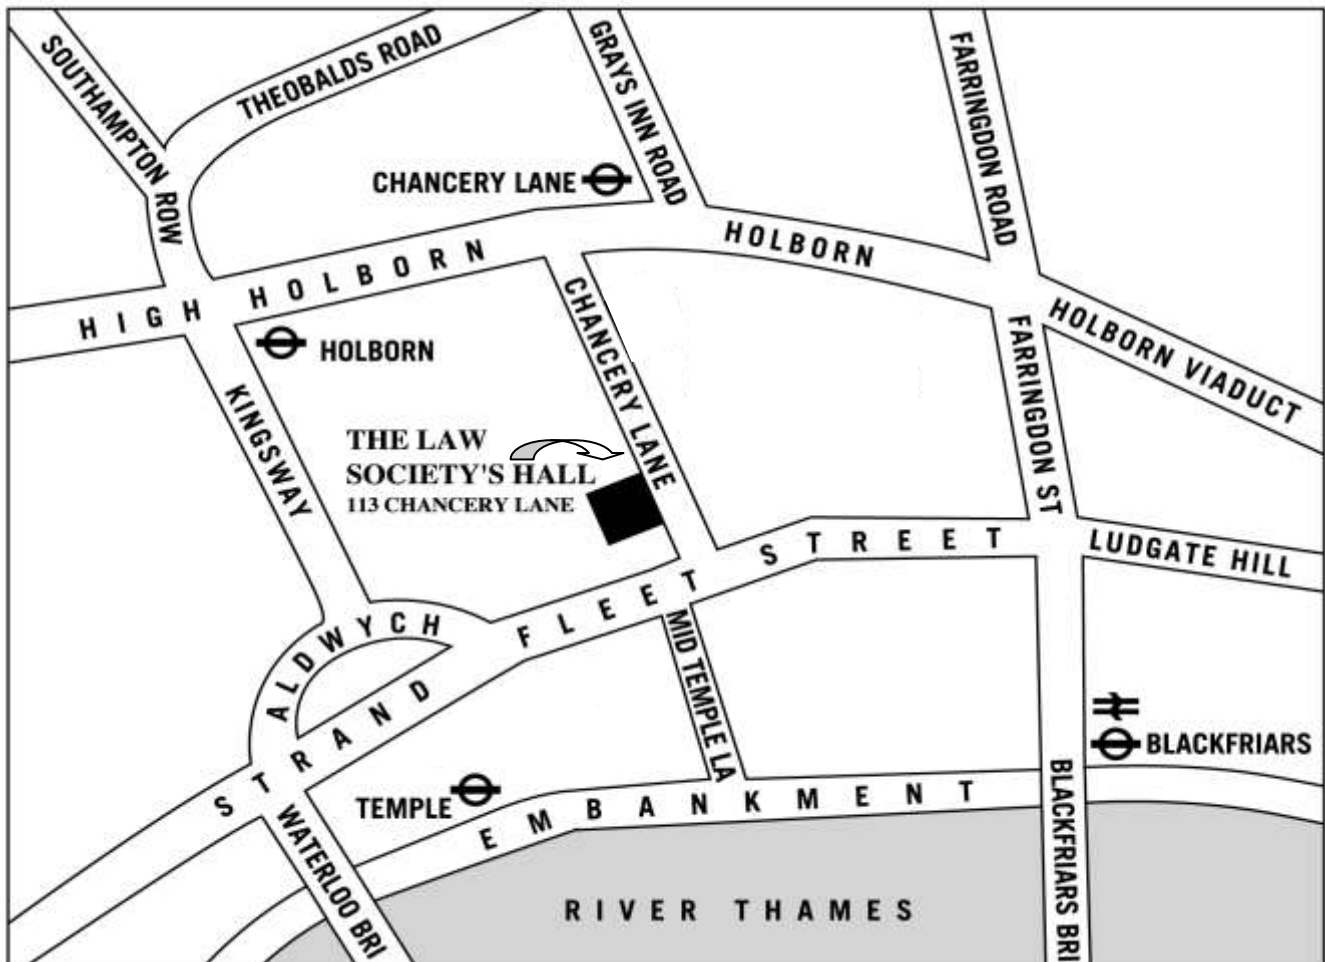 SOUTHAMPTON ROW
THEOBALDS ROAD
GRAYS INN ROAD
FARRINGDON ROAD
CHANCERY LANE
HIGH HOLBORN
HOLBORN
HOLBORN VIADUCT
HOLBORN
KINGSWAY
CHANCERY LANE
FARRINGDON ST
THE LAW
SOCIETY'S HALL
113 CHANCERY LANE
FLEET STREET
LUDGATE HILL
ALDWYCH
STRAND
MID TEMPLE LA
BLACKFRIARS
TEMPLE
EMBANKMENT
WATERLOO BRI
BLACKFRIARS BRI
RIVER THAMES